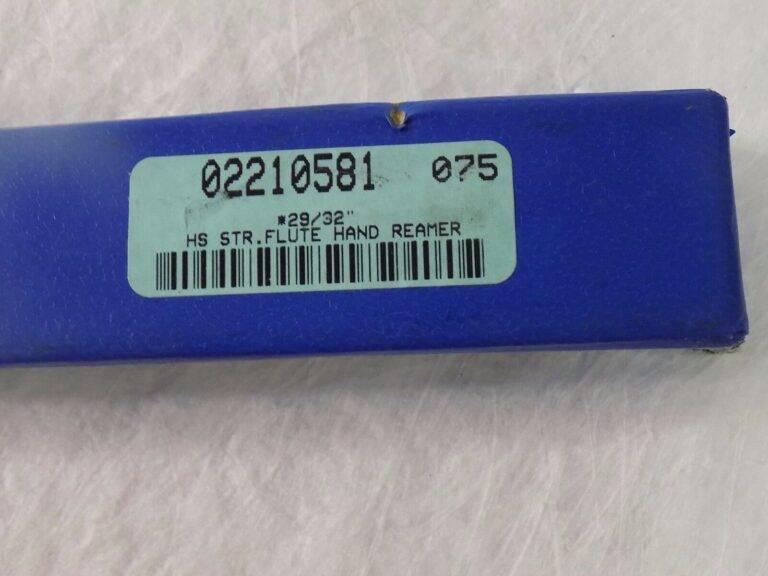 02210581 075
*29/32"
HS STR.FLUTE HAND REAMER